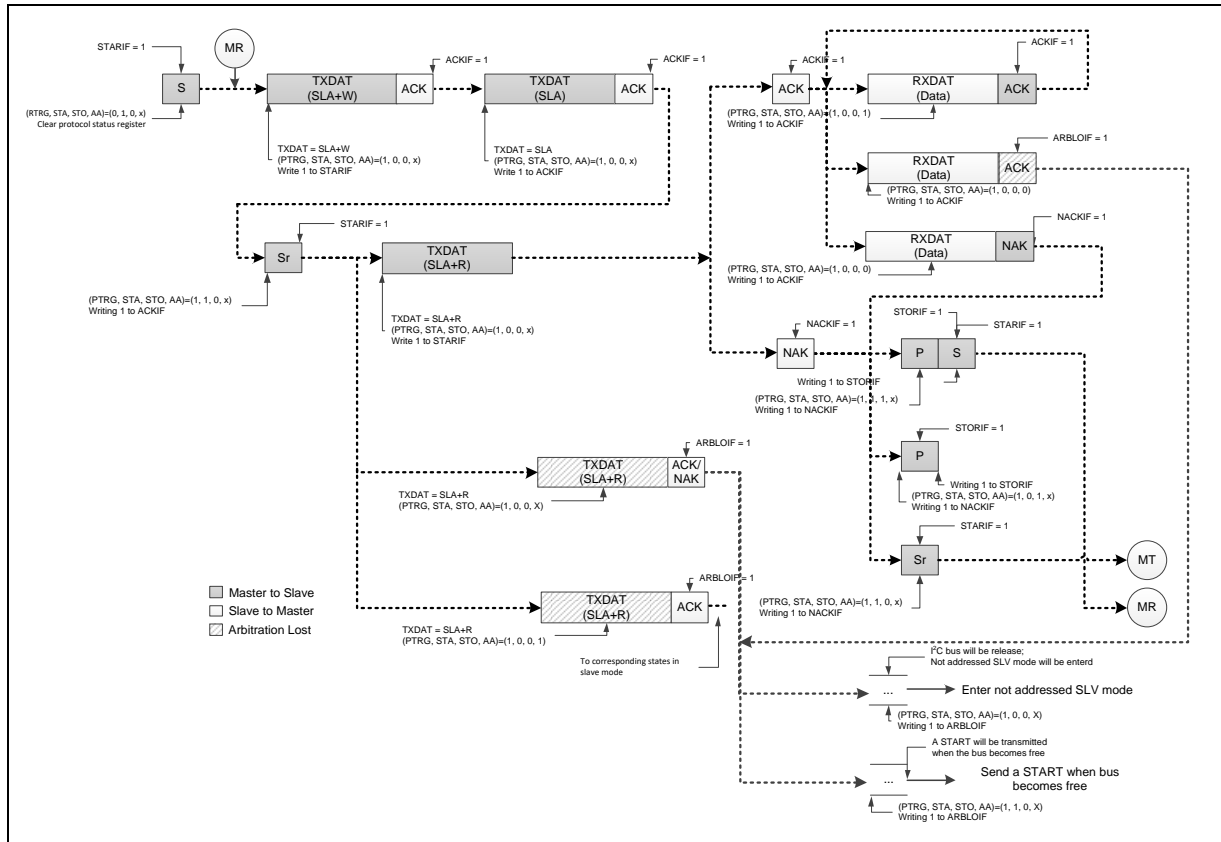 STARIF = 1
MR
S
(RTRG, STA, STO, AA)=(0, 1, 0, x)
Clear protocol status register
TXDAT
(SLA+W)
ACK
ACKIF = 1
TXDAT = SLA+W
(PTRG, STA, STO, AA)=(1, 0, 0, x)
Write 1 to STARIF
TXDAT
(SLA)
ACK
ACKIF = 1
TXDAT = SLA
(PTRG, STA, STO, AA)=(1, 0, 0, x)
Write 1 to ACKIF
ACKIF = 1
ACK
(PTRG, STA, STO, AA)=(1, 0, 0, 1)
Writing 1 to ACKIF
RXDAT
(Data)
ACK
ACKIF = 1
ARBLOIF = 1
RXDAT
(Data)
ACK
(PTRG, STA, STO, AA)=(1, 0, 0, 0)
Writing 1 to ACKIF
NACKIF = 1
RXDAT
(Data)
NAK
(PTRG, STA, STO, AA)=(1, 0, 0, 0)
Writing 1 to ACKIF
STARIF = 1
Sr
(PTRG, STA, STO, AA)=(1, 1, 0, x)
Writing 1 to ACKIF
TXDAT
(SLA+R)
TXDAT = SLA+R
(PTRG, STA, STO, AA)=(1, 0, 0, x)
Write 1 to STARIF
NACKIF = 1
NAK
STORIF = 1
STARIF = 1
P
S
Writing 1 to STORIF
(PTRG, STA, STO, AA)=(1, 1, 1, x)
Writing 1 to NACKIF
STORIF = 1
P
Writing 1 to STORIF
(PTRG, STA, STO, AA)=(1, 0, 1, x)
Writing 1 to NACKIF
STARIF = 1
Sr
(PTRG, STA, STO, AA)=(1, 1, 0, x)
Writing 1 to NACKIF
MT
MR
ARBLOIF = 1
TXDAT
(SLA+R)
ACK/
NAK
TXDAT = SLA+R
(PTRG, STA, STO, AA)=(1, 0, 0, X)
ARBLOIF = 1
TXDAT
(SLA+R)
ACK
TXDAT = SLA+R
(PTRG, STA, STO, AA)=(1, 0, 0, 1)
To corresponding states in
slave mode
Master to Slave
Slave to Master
Arbitration Lost
I²C bus will be release;
Not addressed SLV mode will be enterd
...
Enter not addressed SLV mode
(PTRG, STA, STO, AA)=(1, 0, 0, X)
Writing 1 to ARBLOIF
A START will be transmitted
when the bus becomes free
...
Send a START when bus
becomes free
(PTRG, STA, STO, AA)=(1, 1, 0, X)
Writing 1 to ARBLOIF